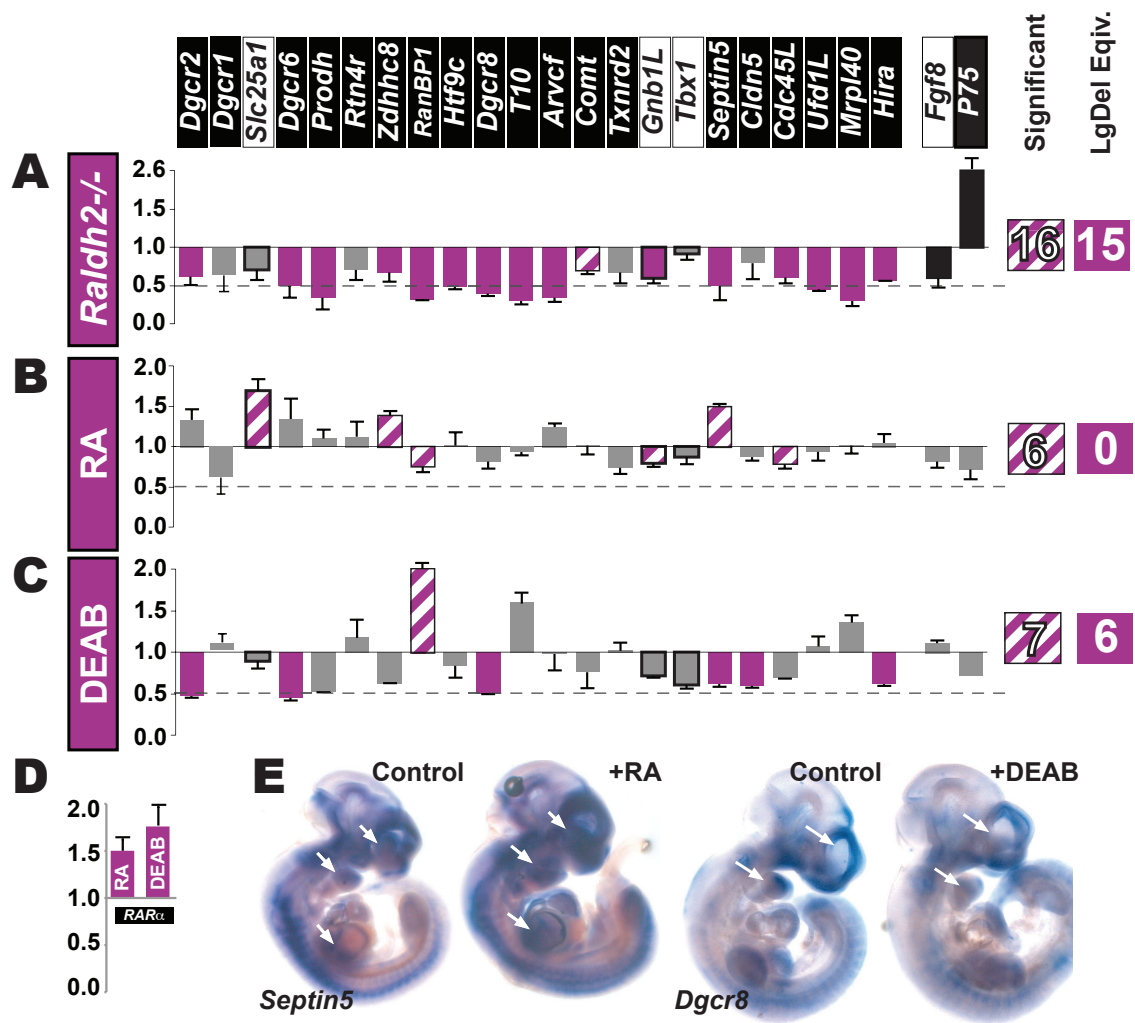 Dgcr2
Dgcr1
Slc25a1
Dgcr6
Prodh
Rtn4r
Zdhhc8
RanBP1
Htf9c
Dgcr8
T10
Arvcf
Comt
Txnrd2
Gnb1L
Tbx1
Septin5
Cldn5
Cdc45L
Ufd1L
Mrpl40
Hira
Fgf8
P75
Significant
LgDel Eqiv.
A
Raldh2-/-
2.6
1.5
1.0
0.5
0.0
16
15
B
RA
2.0
1.5
1.0
0.5
0.0
6
0
C
DEAB
2.0
1.5
1.0
0.5
0.0
7
6
D
2.0
1.5
1.0
0.5
0.0
RA
DEAB
RARα
E
Control
+RA
Control
+DEAB
Septin5
Dgcr8